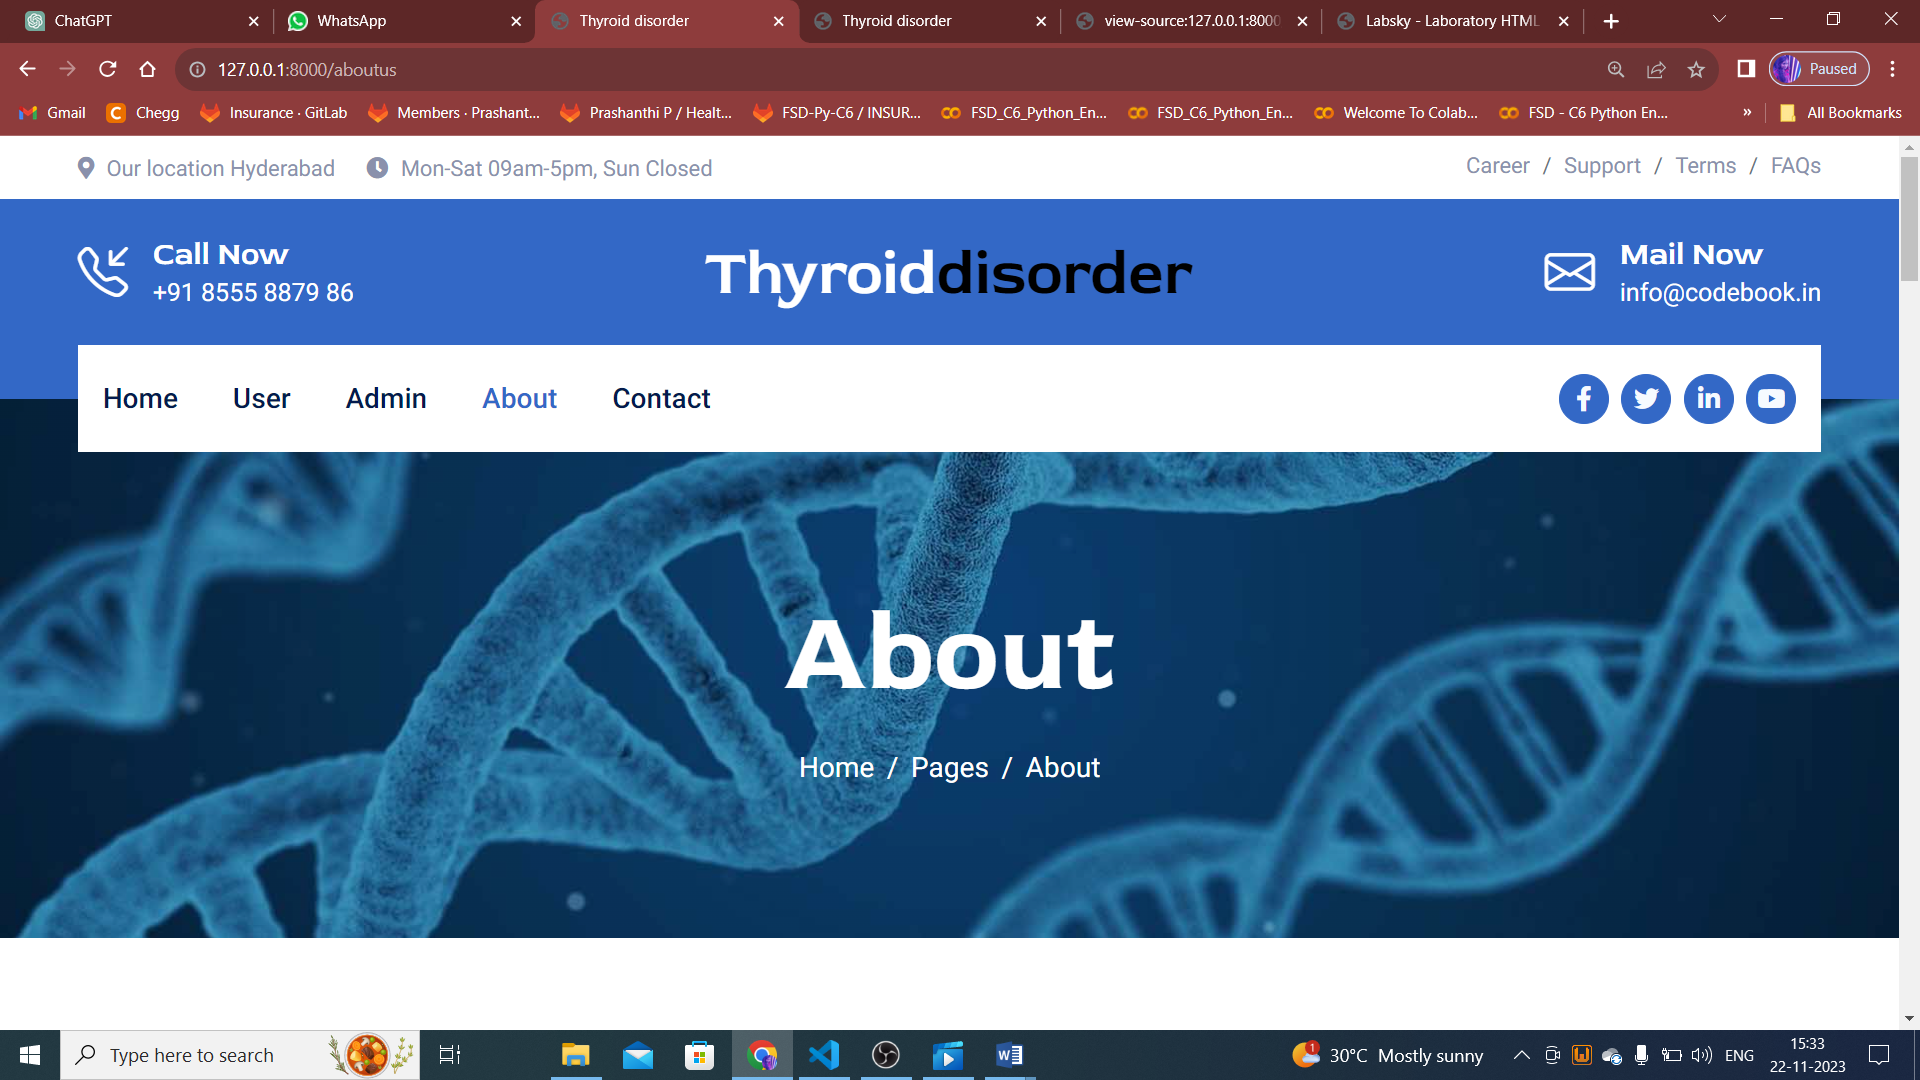 ChatGPT
WhatsApp
Thyroid disorder
Thyroid disorder
view-source:127.0.0.1:8000
Labsky - Laboratory HTML
127.0.0.1:8000/aboutus
Paused
Gmail
Chegg
Insurance · GitLab
Members · Prashant...
Prashanthi P / Healt...
FSD-Py-C6 / INSUR...
FSD_C6_Python_En...
FSD_C6_Python_En...
Welcome To Colab...
FSD - C6 Python En...
»
All Bookmarks
Our location Hyderabad
Mon-Sat 09am-5pm, Sun Closed
Career / Support / Terms / FAQs
Call Now
+91 8555 8879 86
Thyroiddisorder
Mail Now
info@codebook.in
Home
User
Admin
About
Contact
About
Home / Pages / About
Type here to search
1
30°C Mostly sunny
ENG
15:33
22-11-2023